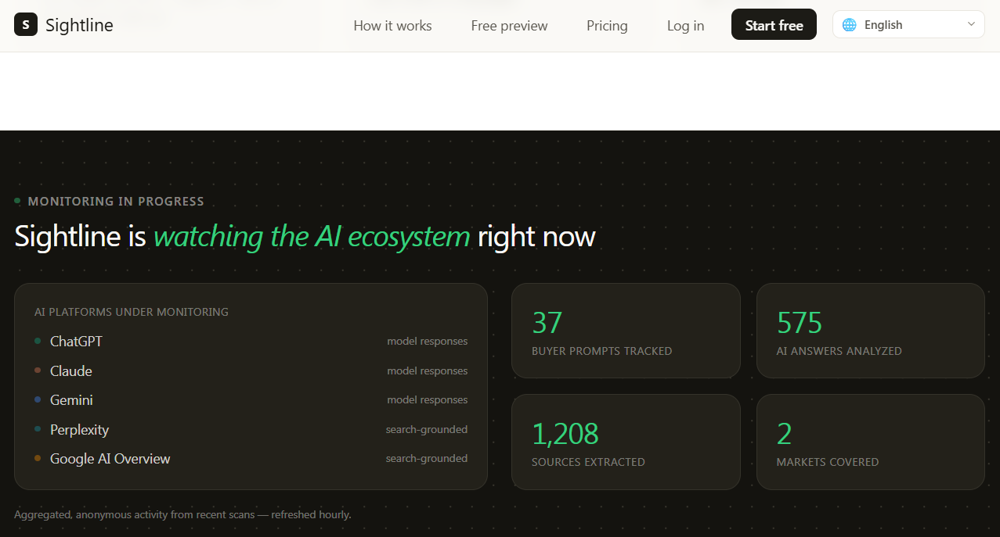 S Sightline How it works Free preview Pricing Log in Start free English
MONITORING IN PROGRESS
Sightline is watching the AI ecosystem right now
AI PLATFORMS UNDER MONITORING
ChatGPT model responses
Claude model responses
Gemini model responses
Perplexity search-grounded
Google AI Overview search-grounded
37
BUYER PROMPTS TRACKED
575
AI ANSWERS ANALYZED
1,208
SOURCES EXTRACTED
2
MARKETS COVERED
Aggregated, anonymous activity from recent scans — refreshed hourly.